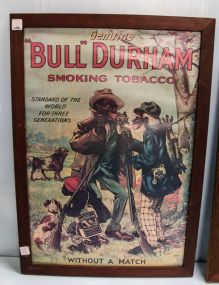 Genuine
"BULL" DURHAM
SMOKING TOBACCO
STANDARD OF THE
WORLD
FOR THREE
GENERATIONS
WITHOUT A MATCH